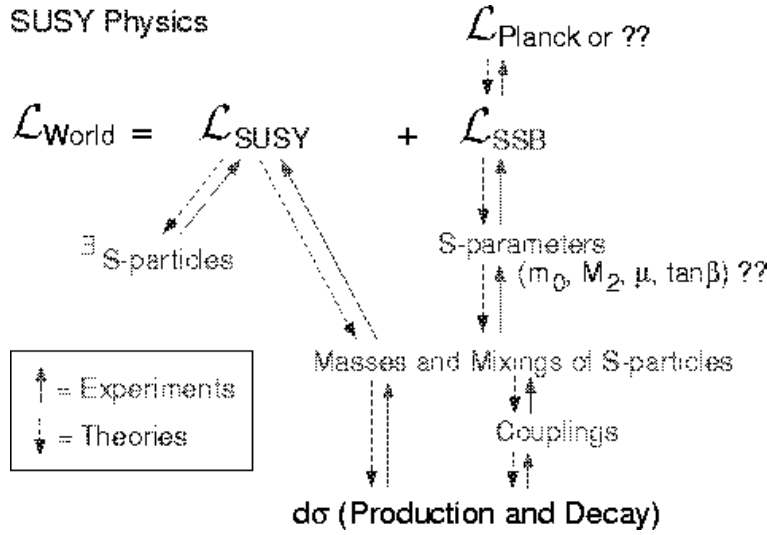 SUSY Physics
ℒPlanck or ??
ℒWorld = ℒSUSY + ℒSSB
∃ S-particles
S-parameters
(m0, M2, μ, tanβ) ??
Masses and Mixings of S-particles
= Experiments
= Theories
Couplings
dσ (Production and Decay)